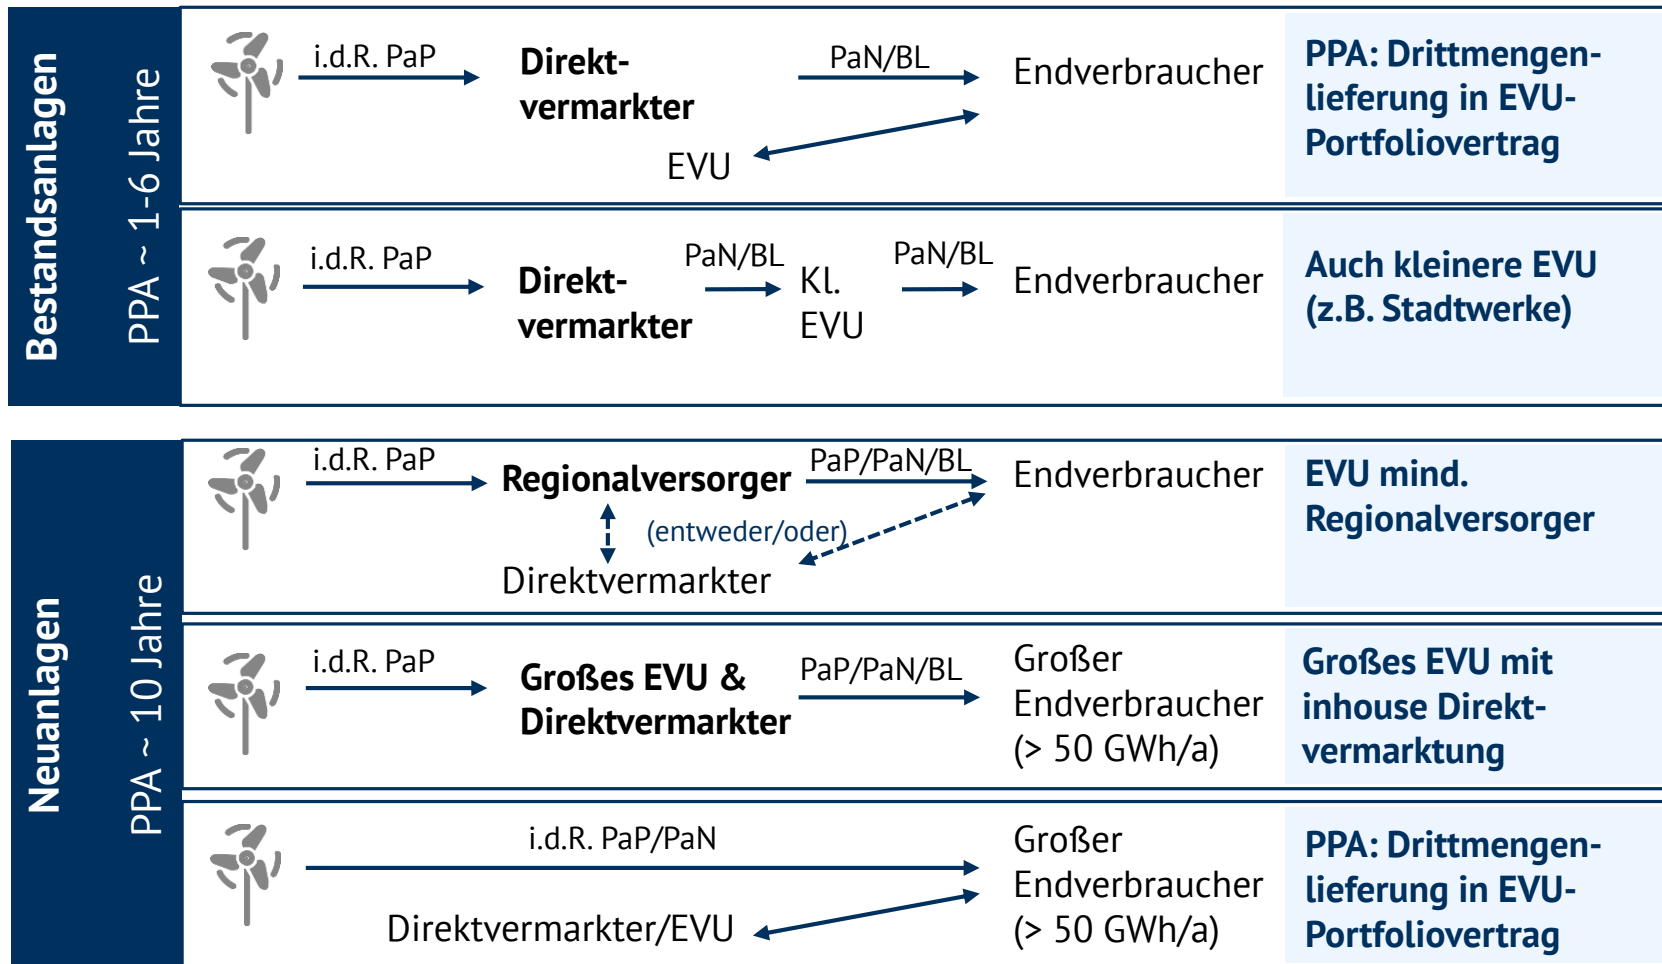 Bestandsanlagen
PPA ~ 1-6 Jahre
i.d.R. PaP
Direkt-
vermarkter
PaN/BL
EVU
Endverbraucher
PPA: Drittmengen-
lieferung in EVU-
Portfoliovertrag
i.d.R. PaP
Direkt-
vermarkter
PaN/BL
Kl.
EVU
PaN/BL
Endverbraucher
Auch kleinere EVU
(z.B. Stadtwerke)
Neuanlagen
PPA ~ 10 Jahre
i.d.R. PaP
Regionalversorger
PaP/PaN/BL
(entweder/oder)
Direktvermarkter
Endverbraucher
EVU mind.
Regionalversorger
i.d.R. PaP
Großes EVU &
Direktvermarkter
PaP/PaN/BL
Großer
Endverbraucher
(> 50 GWh/a)
Großes EVU mit
inhouse Direkt-
vermarktung
i.d.R. PaP/PaN
Direktvermarkter/EVU
Großer
Endverbraucher
(> 50 GWh/a)
PPA: Drittmengen-
lieferung in EVU-
Portfoliovertrag